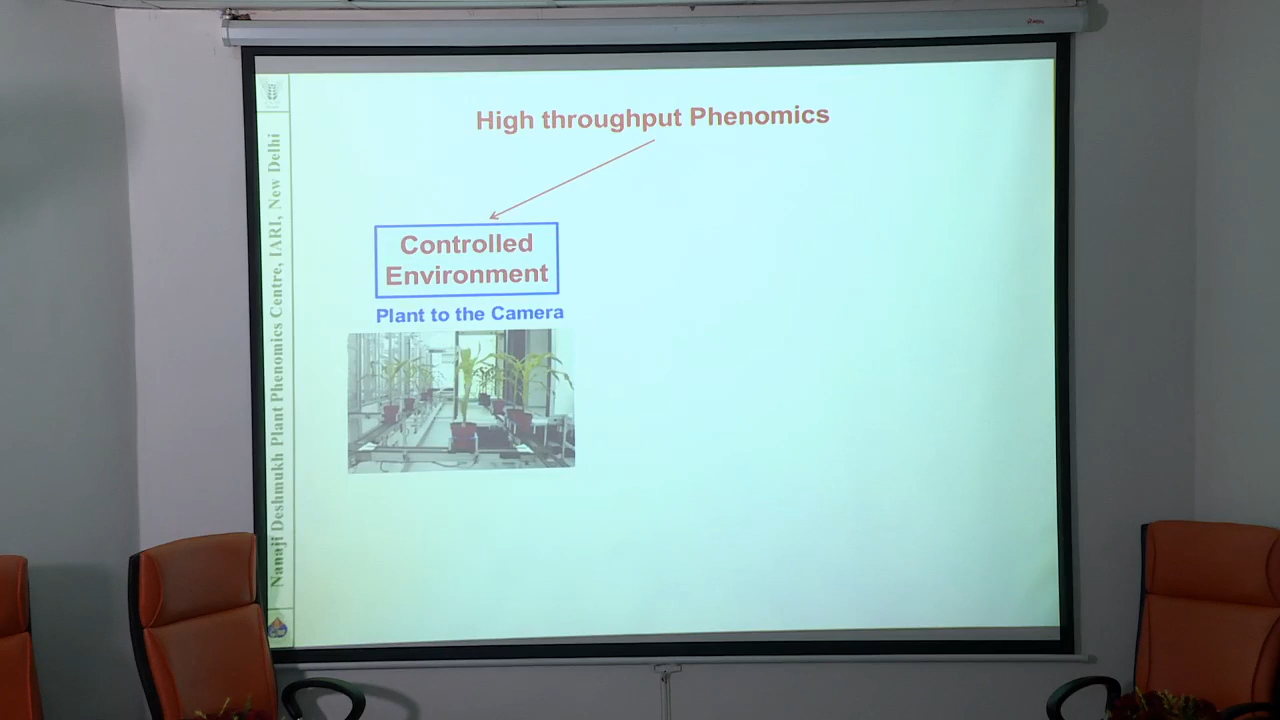 High throughput Phenomics
Controlled
Environment
Plant to the Camera
Nanaji Deshmukh Plant Phenomics Centre, IARI, New Delhi